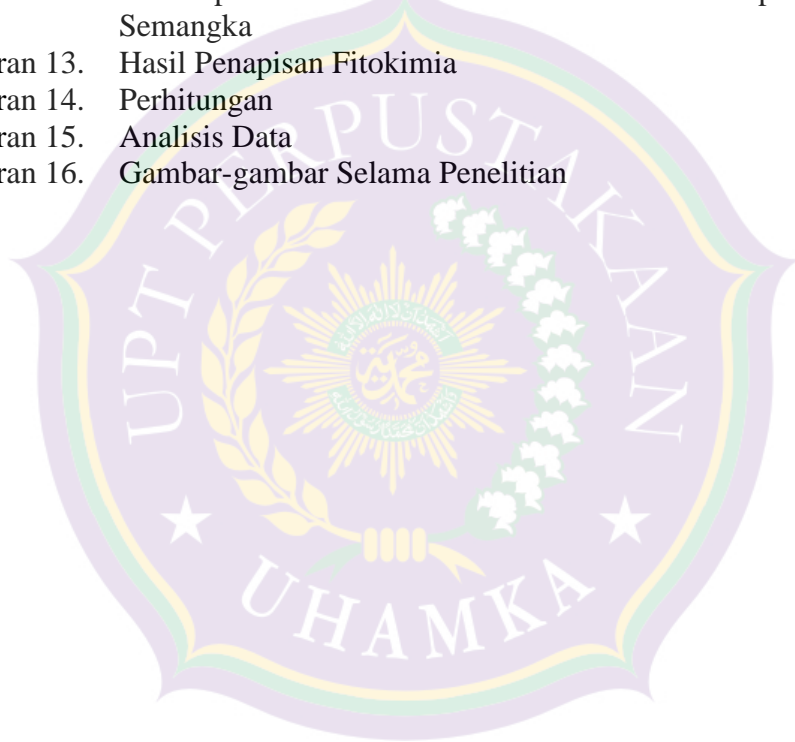 Semangka
ran 13. Hasil Penapisan Fitokimia
ran 14. Perhitungan
ran 15. Analisis Data
ran 16. Gambar-gambar Selama Penelitian
UPT PERPUSTAKAAN
محمدية
UHAMKA